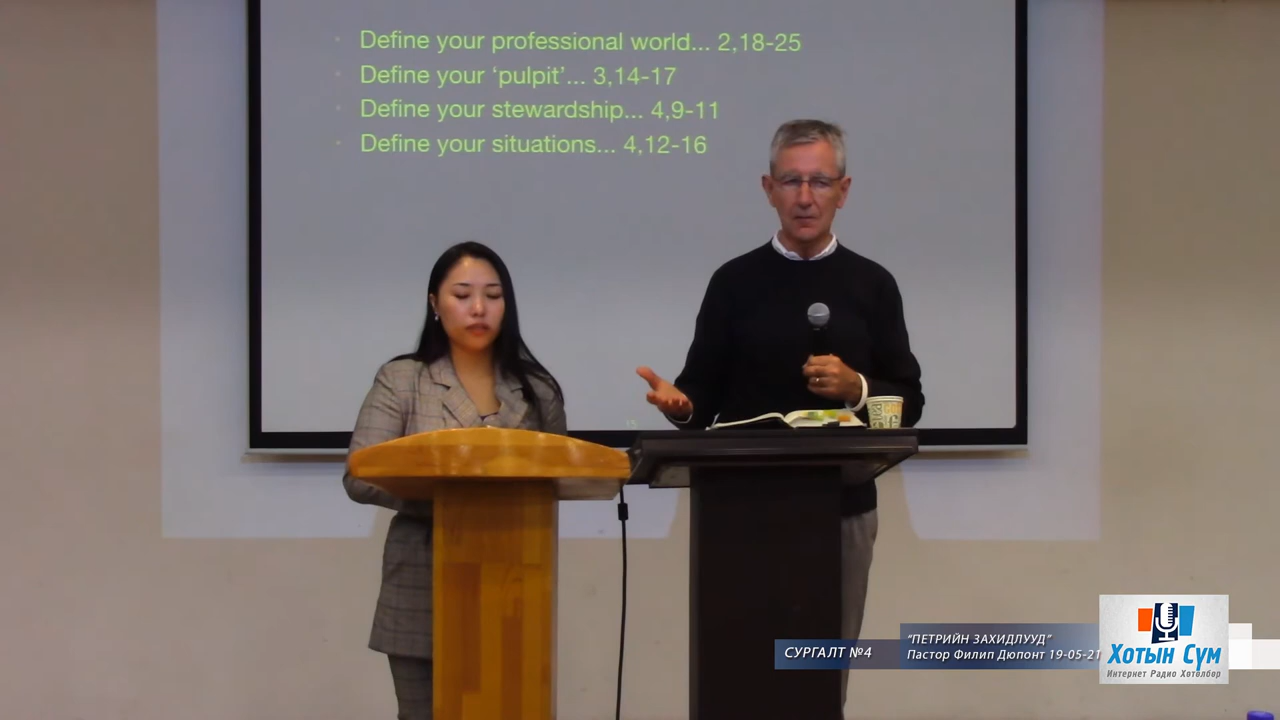 Define your professional world... 2,18-25
Define your ‘pulpit’... 3,14-17
Define your stewardship... 4,9-11
Define your situations... 4,12-16
15
СУРГАЛТ №4
"ПЕТРИЙН ЗАХИДЛУУД"
Пастор Филип Дюпонт 19-05-21
Хотын Сүм
Интернет Радио Хөтөлбөр